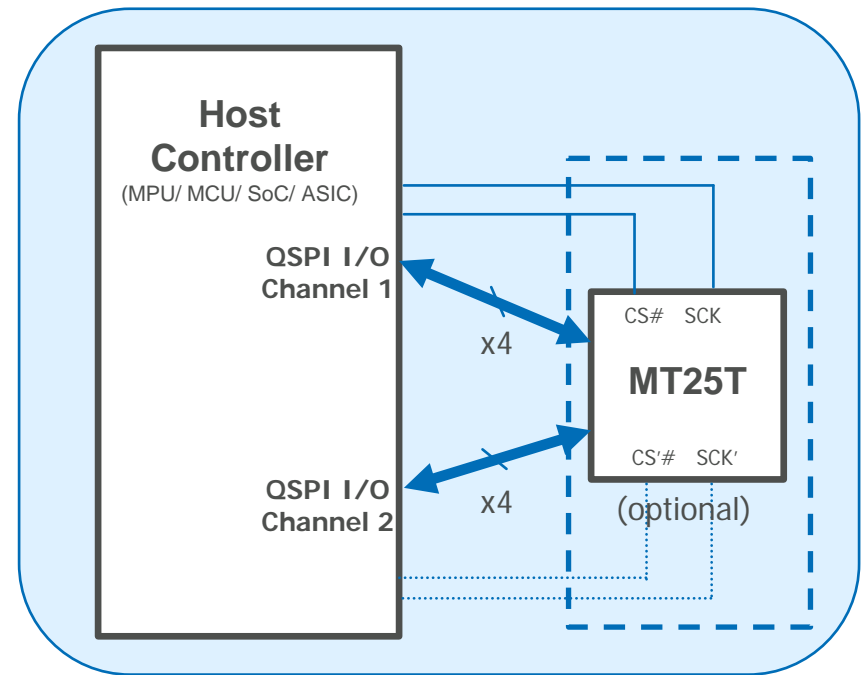 Host
Controller
(MPU/ MCU/ SoC/ ASIC)
QSPI I/O
Channel 1
x4
CS# SCK
MT25T
CS'# SCK'
(optional)
QSPI I/O
Channel 2
x4